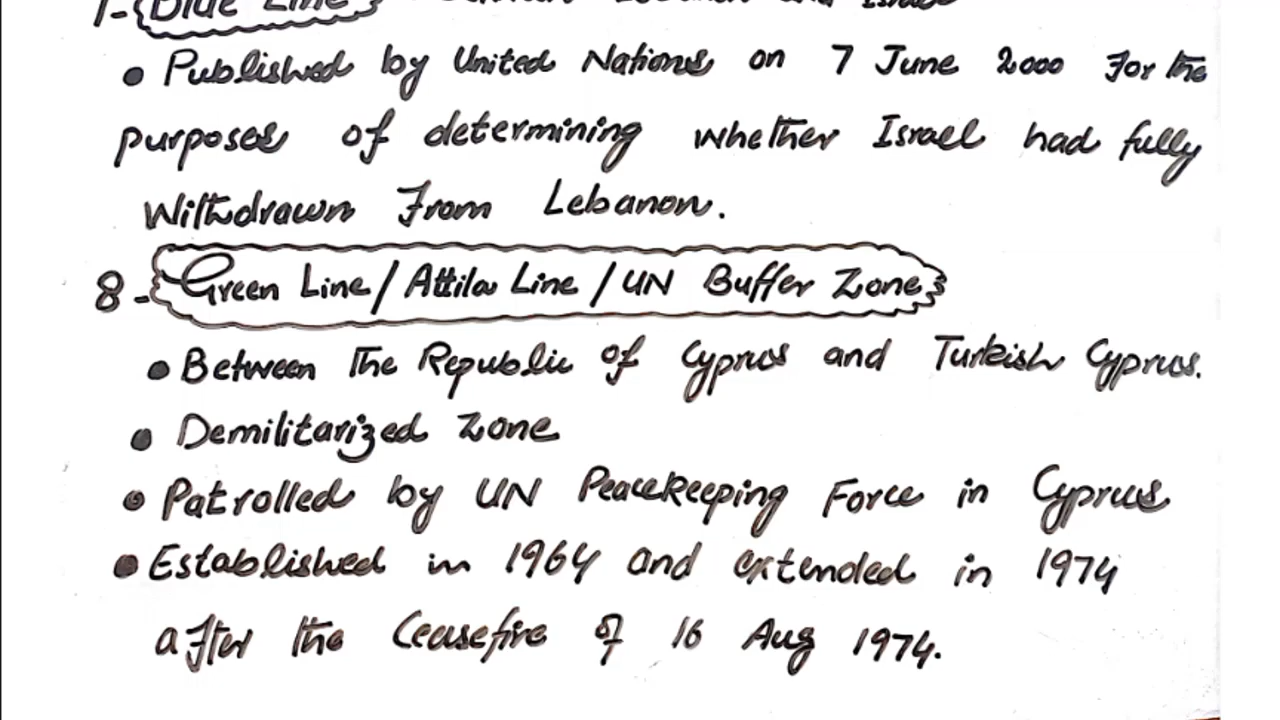 Blue Line
• Published by United Nations on 7 June 2000 For the
purposes of determining whether Israel had fully
Withdrawn From Lebanon.
8- Green Line/Attila Line/UN Buffer Zone
• Between the Republic of Cyprus and Turkish Cyprus.
• Demilitarized Zone
• Patrolled by UN Peacekeeping Force in Cyprus
• Established in 1964 and extended in 1974
after the Ceasefire of 16 Aug 1974.